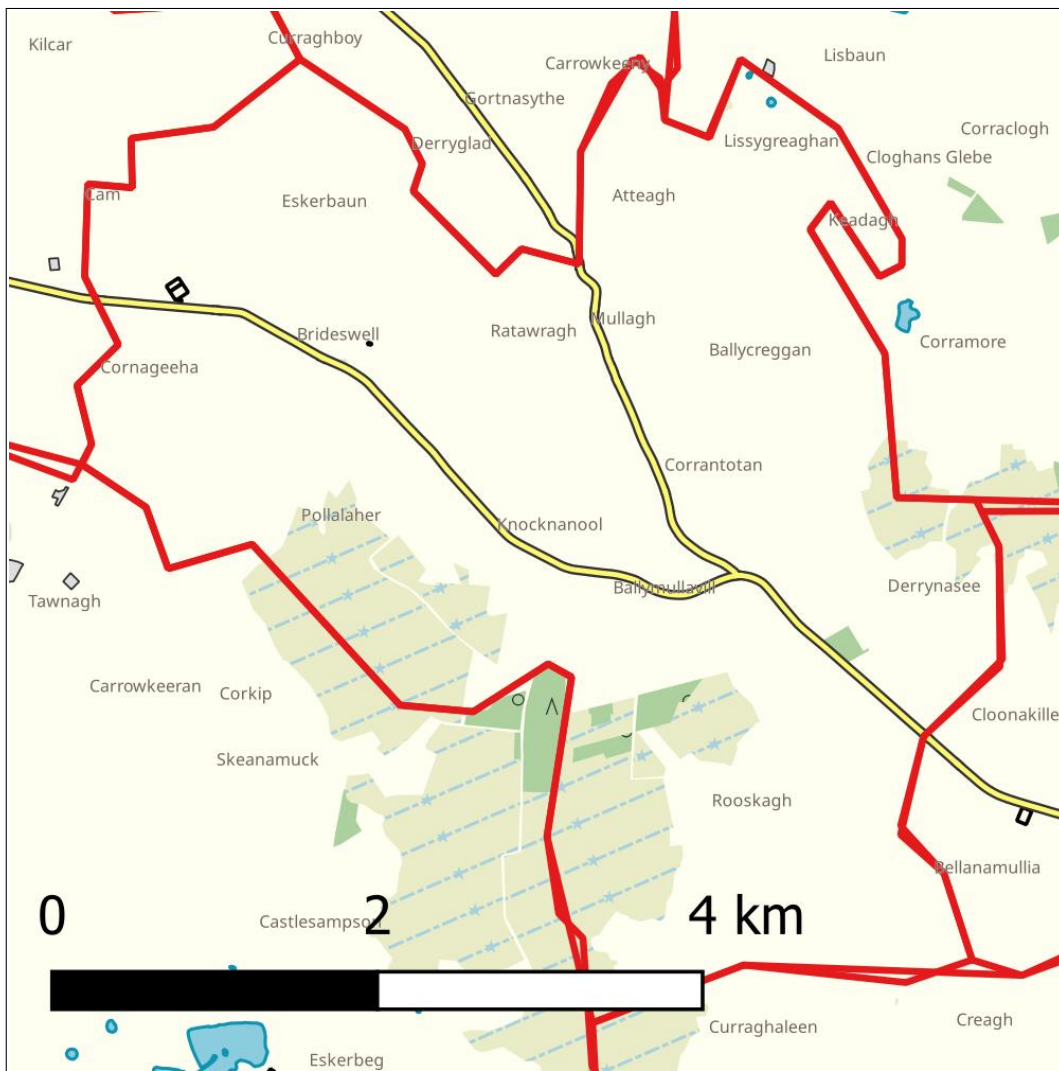 Curraghboy
Kilcar
Lisbaun
Carrowkeeny
Gortnasythe
Corraclogh
Lissygreaghan
Derryglad
Cloghans Glebe
Cam
Atteagh
Eskerbaun
Keadagh
Mullagh
Ratawragh
Brideswell
Corramore
Ballycreggan
Cornageeha
Corrantotan
Pollalaher
Knocknanool
Derrynasee
Ballymullavill
Tawnagh
Carrowkeeran
Corkip
Cloonakille
Skeanamuck
Rooskagh
Bellanamullia
Castlesampson
0 2 4 km
Creagh
Curraghaleen
Eskerbeg